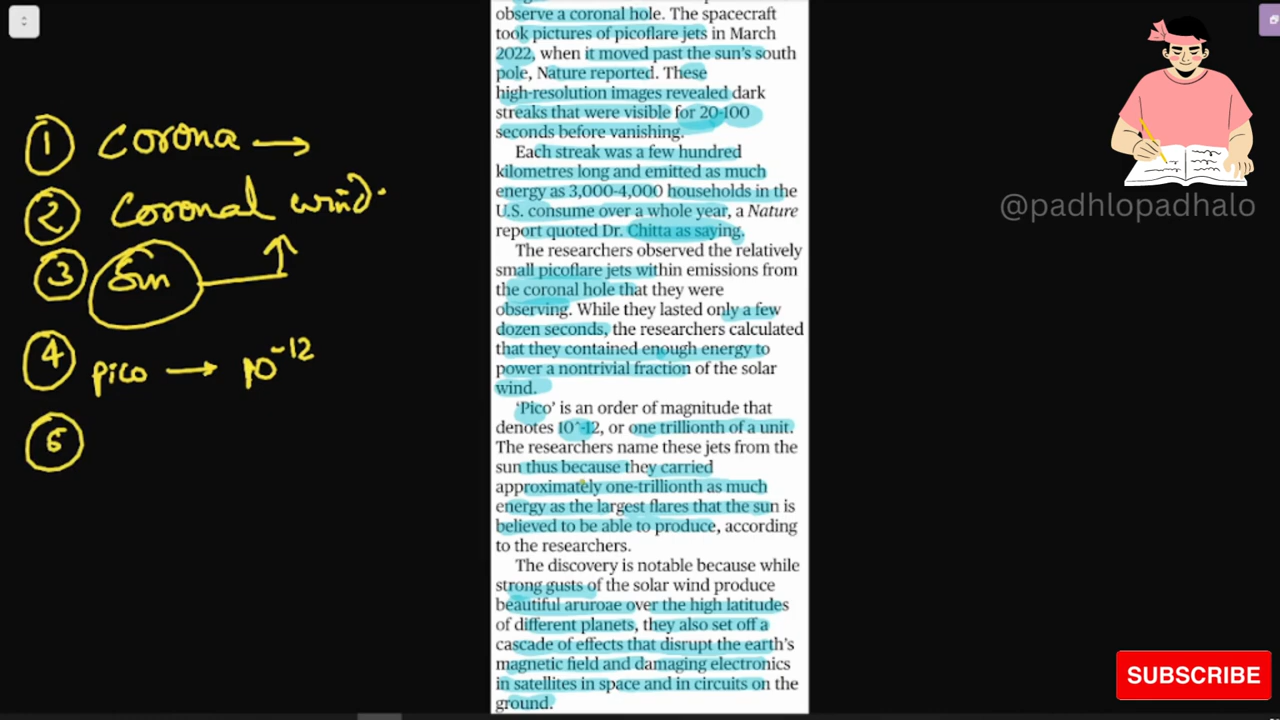 1 Corona →
2 Coronal wind.
3 Sun
4 pico → 10^-12
5
observe a coronal hole. The spacecraft
took pictures of picoflare jets in March
2022, when it moved past the sun's south
pole, Nature reported. These
high-resolution images revealed dark
streaks that were visible for 20-100
seconds before vanishing.
Each streak was a few hundred
kilometres long and emitted as much
energy as 3,000-4,000 households in the
U.S. consume over a whole year, a Nature
report quoted Dr. Chitta as saying.
The researchers observed the relatively
small picoflare jets within emissions from
the coronal hole that they were
observing. While they lasted only a few
dozen seconds, the researchers calculated
that they contained enough energy to
power a nontrivial fraction of the solar
wind.
'Pico' is an order of magnitude that
denotes 10^-12, or one trillionth of a unit.
The researchers name these jets from the
sun thus because they carried
approximately one-trillionth as much
energy as the largest flares that the sun is
believed to be able to produce, according
to the researchers.
The discovery is notable because while
strong gusts of the solar wind produce
beautiful aruroae over the high latitudes
of different planets, they also set off a
cascade of effects that disrupt the earth's
magnetic field and damaging electronics
in satellites in space and in circuits on the
ground.
@padhlopadhalo
SUBSCRIBE